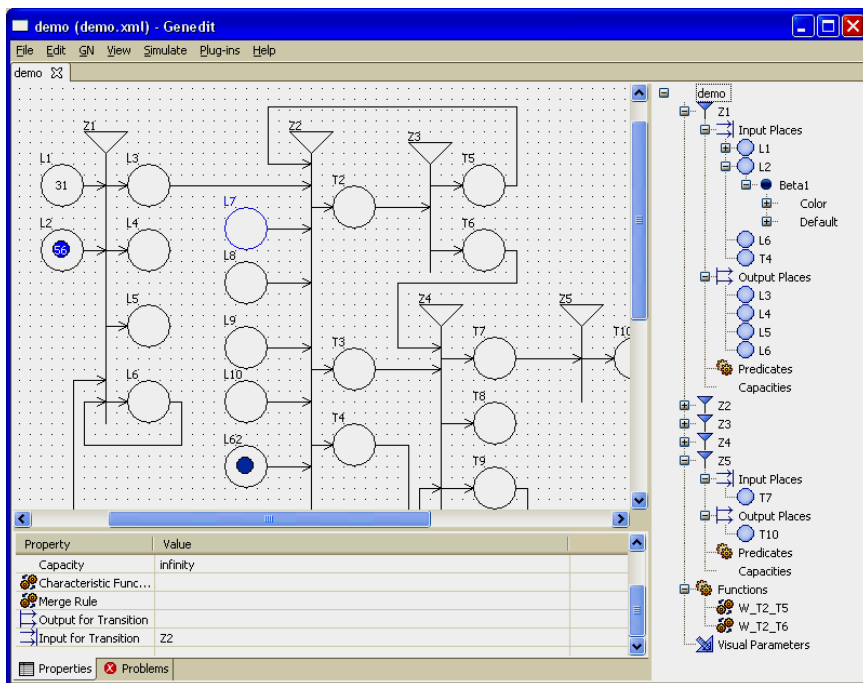 demo (demo.xml) - Genedit
File Edit GN View Simulate Plug-ins Help
demo
Z1
Z2
Z3
L1
31
L3
T2
T5
L7
L2
56
L4
T6
L8
Z4
Z5
L5
L9
T3
T7
T10
L6
L10
T4
T8
L62
T9
Property Value
Capacity infinity
Characteristic Func...
Merge Rule
Output for Transition
Input for Transition Z2
Properties Problems
demo
Z1
Input Places
L1
L2
Beta1
Color
Default
L6
T4
Output Places
L3
L4
L5
L6
Predicates
Capacities
Z2
Z3
Z4
Z5
Input Places
T7
Output Places
T10
Predicates
Capacities
Functions
W_T2_T5
W_T2_T6
Visual Parameters